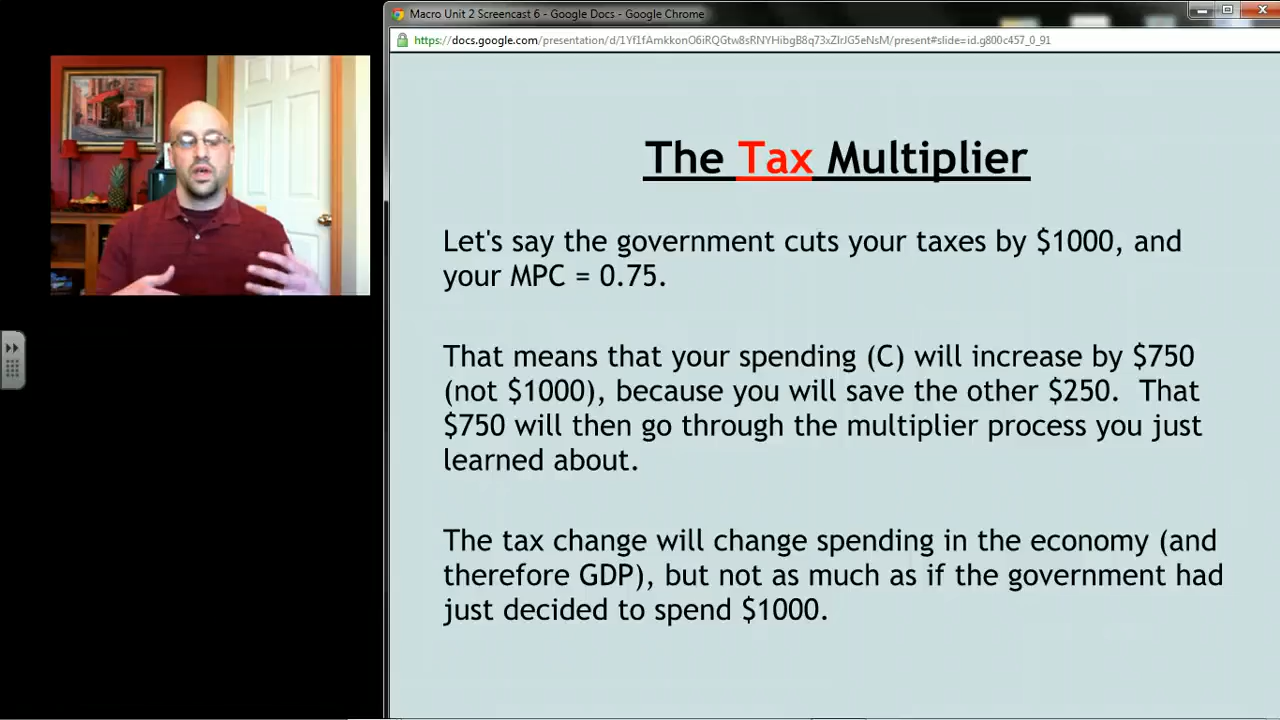 Macro Unit 2 Screencast 6 - Google Docs - Google Chrome
https://docs.google.com/presentation/d/1Yf1fAmkkonO6iRQGtw8sRNYHibgB8q73xZIrJG5eNsM/present#slide=id.g800c457_0_91
The Tax Multiplier
Let's say the government cuts your taxes by $1000, and
your MPC = 0.75.
That means that your spending (C) will increase by $750
(not $1000), because you will save the other $250. That
$750 will then go through the multiplier process you just
learned about.
The tax change will change spending in the economy (and
therefore GDP), but not as much as if the government had
just decided to spend $1000.